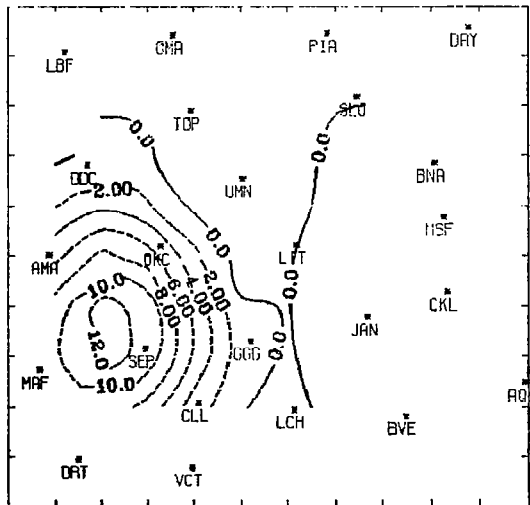 OMA
PIA
DAY
LBF
TOP
SLO
0.0
0.0
DDC
2.00
UMN
BNA
0.0
MSF
AMA
OKC
LIT
10.0
8.00
6.00
4.00
2.00
0.0
CKL
12.0
SEP
GGG
0.0
JAN
MAF
10.0
AQ
CLL
LCH
BVE
DRT
VCT